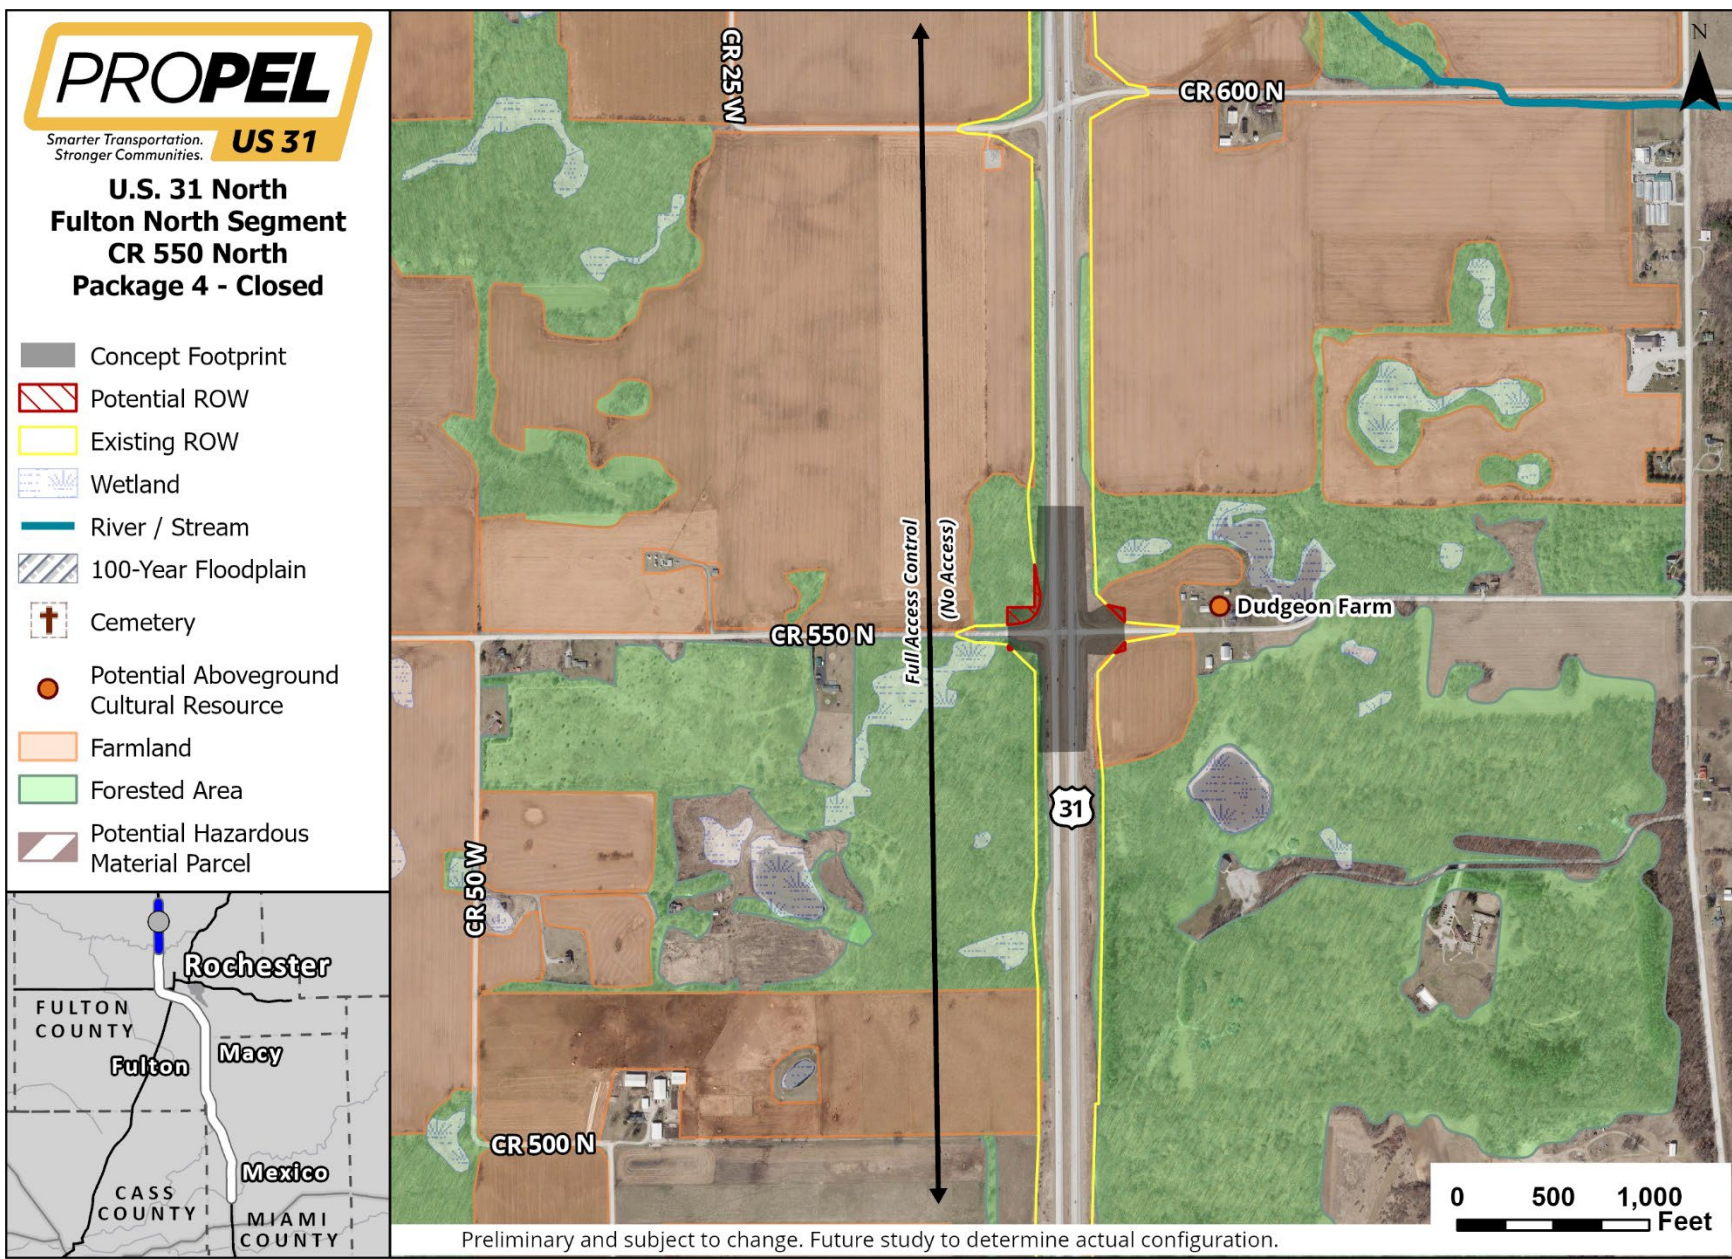 PROPEL
Smarter Transportation.
Stronger Communities.
US 31
U.S. 31 North
Fulton North Segment
CR 550 North
Package 4 - Closed
Concept Footprint
Potential ROW
Existing ROW
Wetland
River / Stream
100-Year Floodplain
Cemetery
Potential Aboveground
Cultural Resource
Farmland
Forested Area
Potential Hazardous
Material Parcel
Rochester
FULTON
COUNTY
Macy
Fulton
Mexico
CASS
COUNTY
MIAMI
COUNTY
CR 25 W
CR 600 N
N
Full Access Control
(No Access)
Dudgeon Farm
CR 550 N
31
CR 50 W
CR 500 N
0 500 1,000
Feet
Preliminary and subject to change. Future study to determine actual configuration.